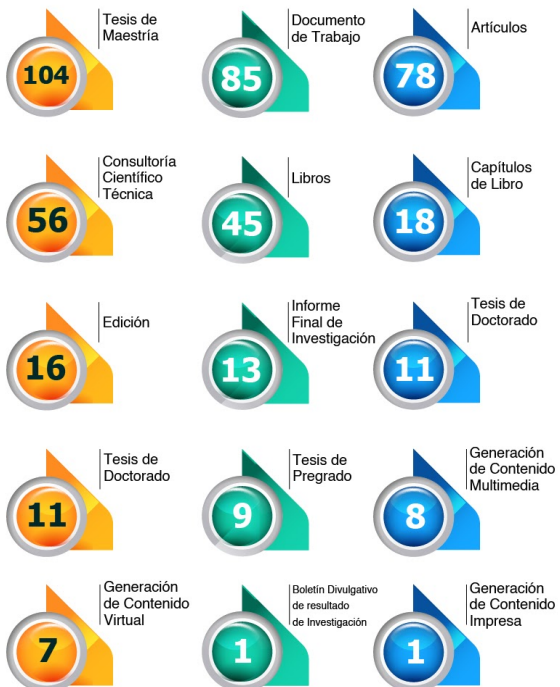 104
Tesis de
Maestría
85
Documento
de Trabajo
78
Artículos
56
Consultoría
Científico
Técnica
45
Libros
18
Capítulos
de Libro
16
Edición
13
Informe
Final de
Investigación
11
Tesis de
Doctorado
11
Tesis de
Doctorado
9
Tesis de
Pregrado
8
Generación
de Contenido
Multimedia
7
Generación
de Contenido
Virtual
1
Boletín Divulgativo
de resultado
de Investigación
1
Generación
de Contenido
Impresa